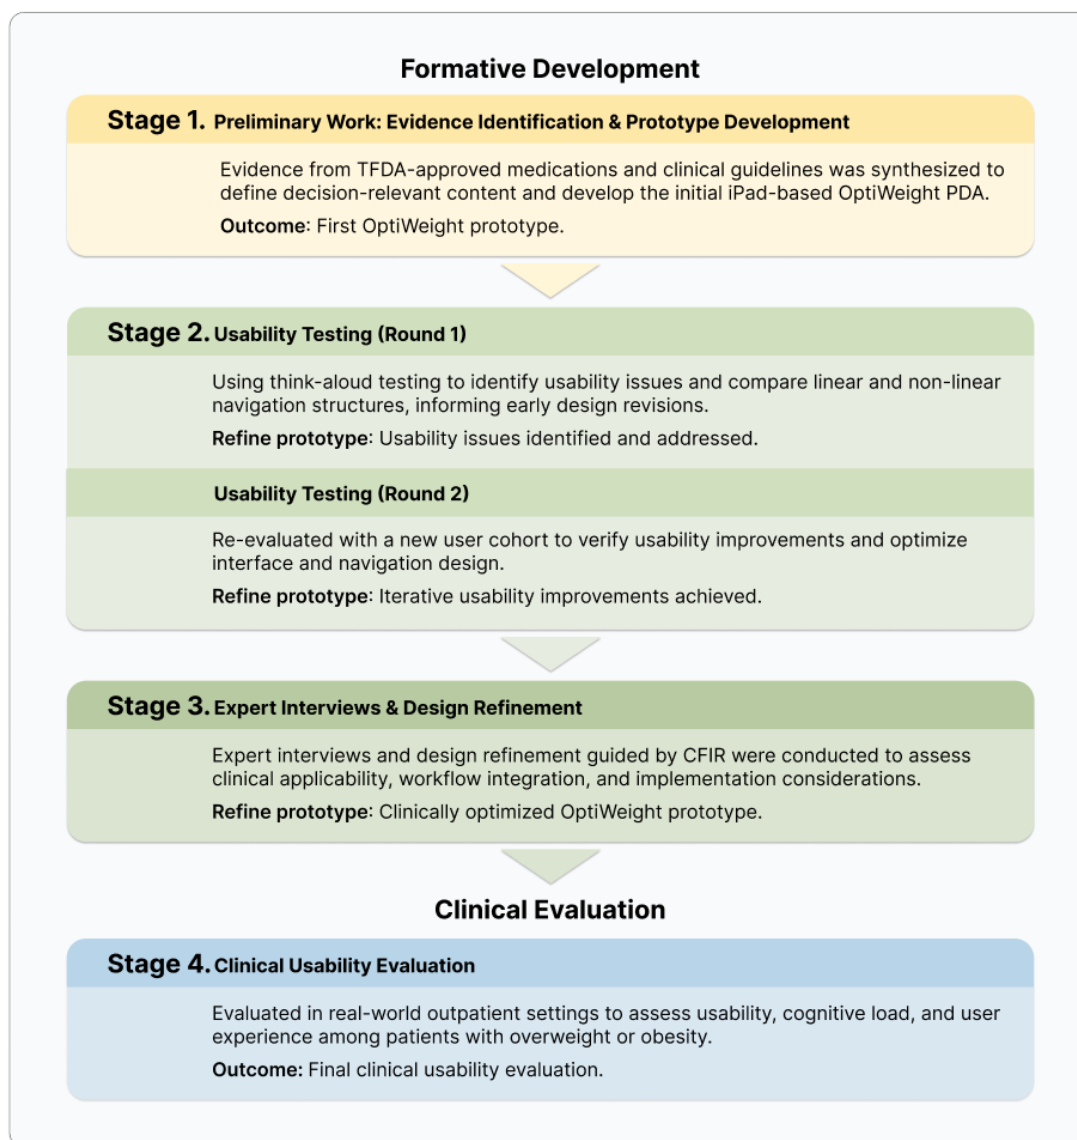 Formative Development
Stage 1. Preliminary Work: Evidence Identification & Prototype Development
Evidence from TFDA-approved medications and clinical guidelines was synthesized to
define decision-relevant content and develop the initial iPad-based OptiWeight PDA.
Outcome: First OptiWeight prototype.
Stage 2. Usability Testing (Round 1)
Using think-aloud testing to identify usability issues and compare linear and non-linear
navigation structures, informing early design revisions.
Refine prototype: Usability issues identified and addressed.
Usability Testing (Round 2)
Re-evaluated with a new user cohort to verify usability improvements and optimize
interface and navigation design.
Refine prototype: Iterative usability improvements achieved.
Stage 3. Expert Interviews & Design Refinement
Expert interviews and design refinement guided by CFIR were conducted to assess
clinical applicability, workflow integration, and implementation considerations.
Refine prototype: Clinically optimized OptiWeight prototype.
Clinical Evaluation
Stage 4. Clinical Usability Evaluation
Evaluated in real-world outpatient settings to assess usability, cognitive load, and user
experience among patients with overweight or obesity.
Outcome: Final clinical usability evaluation.